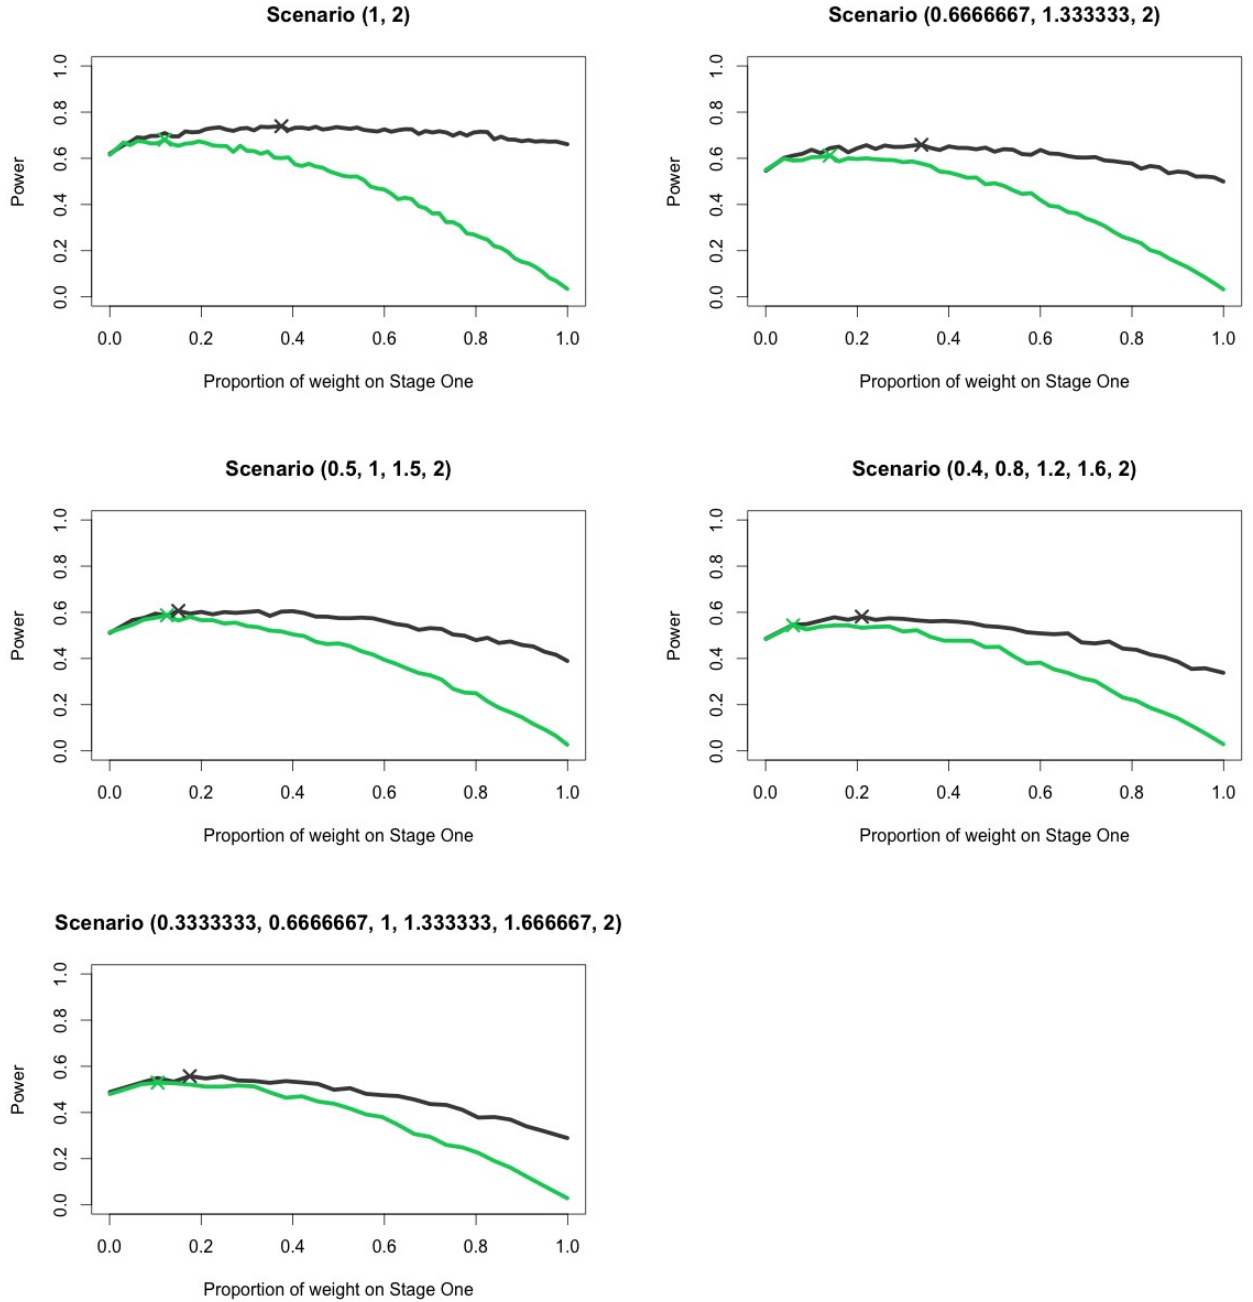 Scenario (1, 2)
Power
0.0 0.2 0.4 0.6 0.8 1.0
0.0 0.2 0.4 0.6 0.8 1.0
Proportion of weight on Stage One
Scenario (0.6666667, 1.333333, 2)
Power
0.0 0.2 0.4 0.6 0.8 1.0
0.0 0.2 0.4 0.6 0.8 1.0
Proportion of weight on Stage One
Scenario (0.5, 1, 1.5, 2)
Power
0.0 0.2 0.4 0.6 0.8 1.0
0.0 0.2 0.4 0.6 0.8 1.0
Proportion of weight on Stage One
Scenario (0.4, 0.8, 1.2, 1.6, 2)
Power
0.0 0.2 0.4 0.6 0.8 1.0
0.0 0.2 0.4 0.6 0.8 1.0
Proportion of weight on Stage One
Scenario (0.3333333, 0.6666667, 1, 1.333333, 1.666667, 2)
Power
0.0 0.2 0.4 0.6 0.8 1.0
0.0 0.2 0.4 0.6 0.8 1.0
Proportion of weight on Stage One